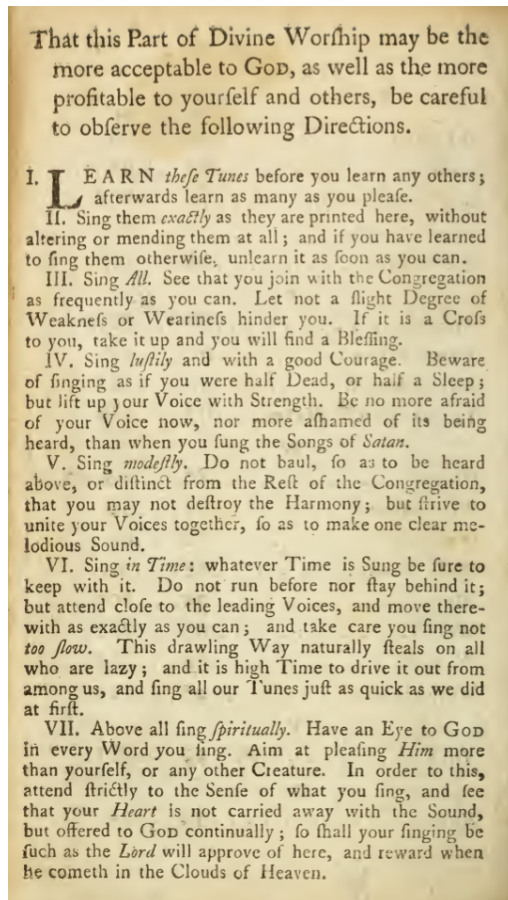 That this Part of Divine Worſhip may be the
more acceptable to GOD, as well as the more
profitable to yourſelf and others, be careful
to obſerve the following Directions.
I. LEARN theſe Tunes before you learn any others;
afterwards learn as many as you pleaſe.
II. Sing them exactly as they are printed here, without
altering or mending them at all; and if you have learned
to ſing them otherwiſe, unlearn it as ſoon as you can.
III. Sing All. See that you join with the Congregation
as frequently as you can. Let not a ſlight Degree of
Weakneſs or Wearineſs hinder you. If it is a Croſs
to you, take it up and you will find a Bleſſing.
IV. Sing luſtily and with a good Courage. Beware
of ſinging as if you were half Dead, or half a Sleep;
but lift up your Voice with Strength. Be no more afraid
of your Voice now, nor more aſhamed of its being
heard, than when you ſung the Songs of Satan.
V. Sing modeſtly. Do not baul, ſo as to be heard
above, or diſtinct from the Reſt of the Congregation,
that you may not deſtroy the Harmony; but ſtrive to
unite your Voices together, ſo as to make one clear me-
lodious Sound.
VI. Sing in Time: whatever Time is Sung be ſure to
keep with it. Do not run before nor ſtay behind it;
but attend cloſe to the leading Voices, and move there-
with as exactly as you can; and take care you ſing not
too ſlow. This drawling Way naturally ſteals on all
who are lazy; and it is high Time to drive it out from
among us, and ſing all our Tunes juſt as quick as we did
at firſt.
VII. Above all ſing ſpiritually. Have an Eye to GOD
in every Word you ſing. Aim at pleaſing Him more
than yourſelf, or any other Creature. In order to this,
attend ſtrictly to the Senſe of what you ſing, and ſee
that your Heart is not carried away with the Sound,
but offered to GOD continually; ſo ſhall your ſinging be
ſuch as the Lord will approve of here, and reward when
he cometh in the Clouds of Heaven.